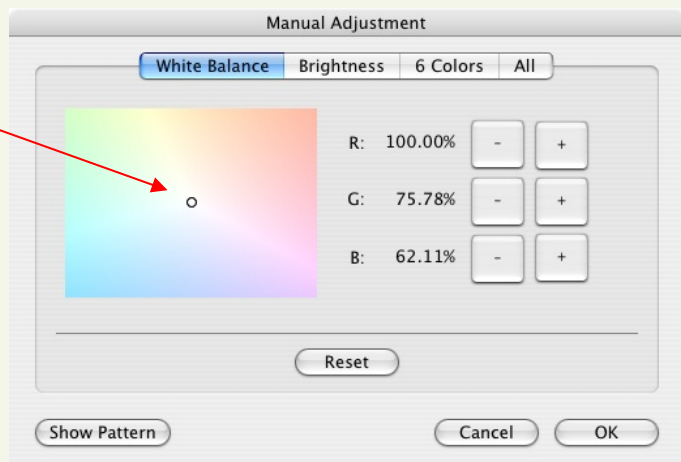 Manual Adjustment
White Balance Brightness 6 Colors All
R: 100.00% - +
G: 75.78% - +
B: 62.11% - +
Reset
Show Pattern Cancel OK